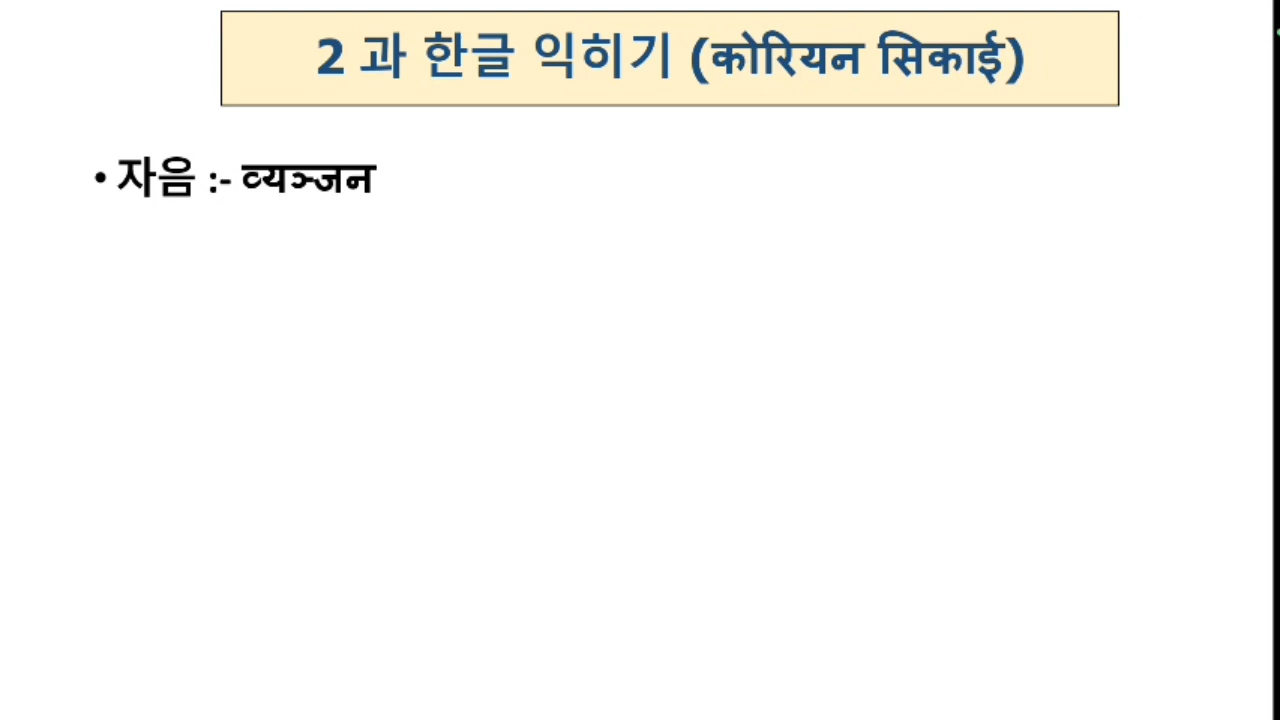 2 과 한글 익히기 (कोरियन सिकाई)
• 자음 :- व्यञ्जन